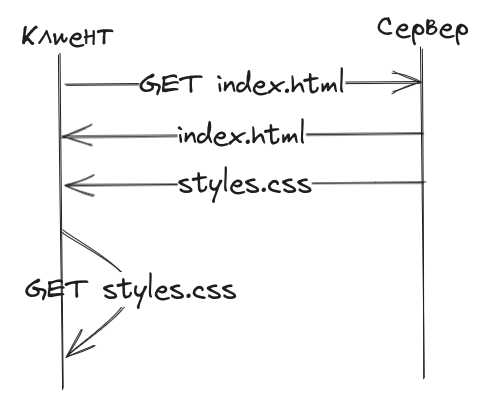 Клиент
Сервер
GET index.html
index.html
styles.css
GET styles.css